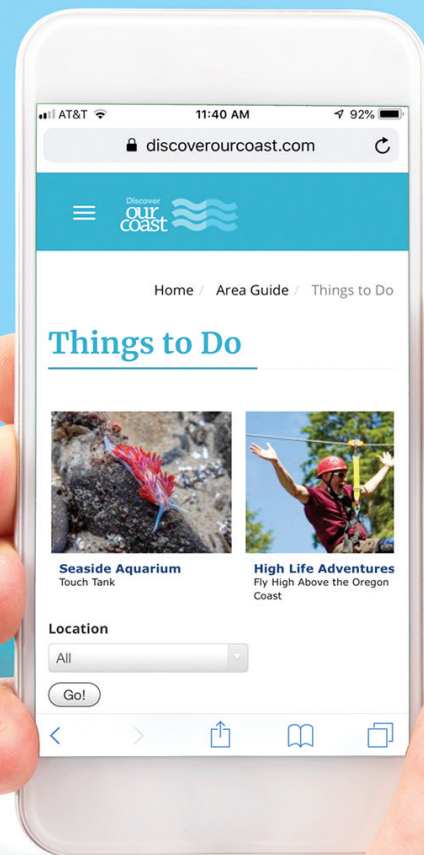 AT&T 11:40 AM 92%
discoverourcoast.com
Discover
our
coast
Home / Area Guide / Things to Do
Things to Do
Seaside Aquarium
Touch Tank
High Life Adventures
Fly High Above the Oregon
Coast
Location
All
Go!